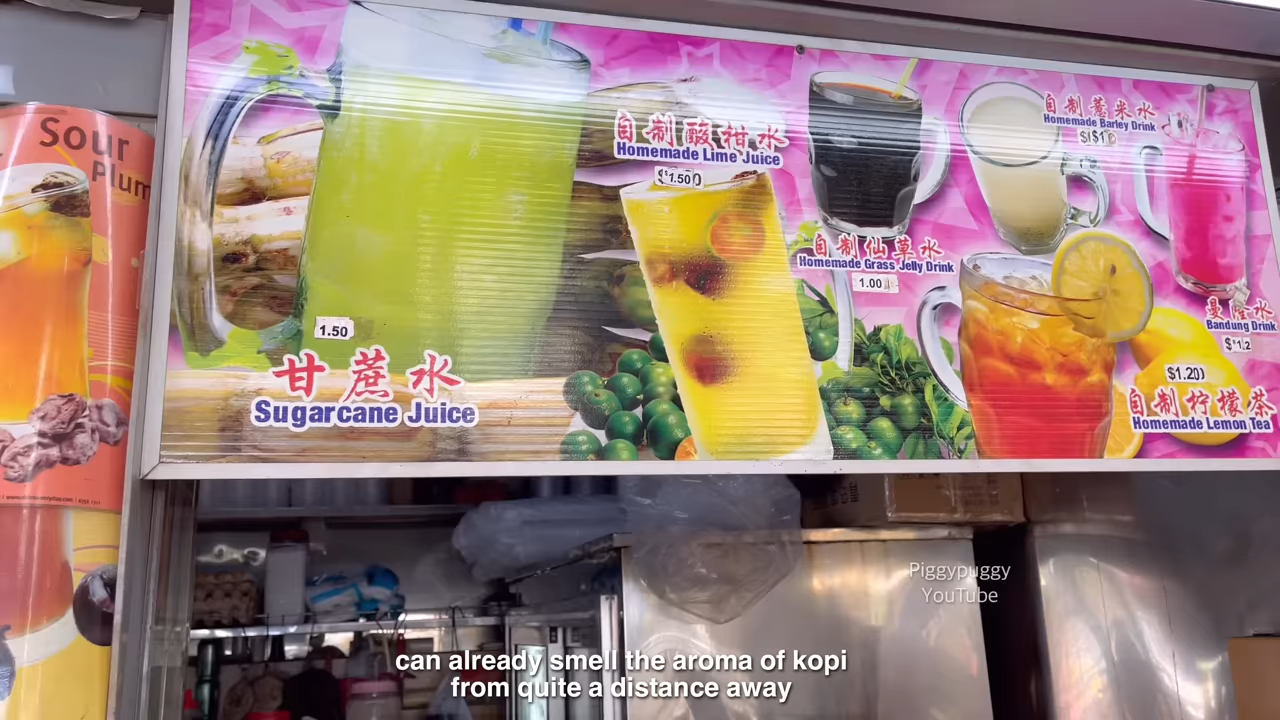 Sour
Plum
自制酸柑水
Homemade Lime Juice
$1.50
自制薏米水
Homemade Barley Drink
自制仙草水
Homemade Grass Jelly Drink
1.00
曼隆水
Bandung Drink
1.50
甘蔗水
Sugarcane Juice
$1.20
自制柠檬茶
Homemade Lemon Tea
Piggypuggy
YouTube
can already smell the aroma of kopi
from quite a distance away